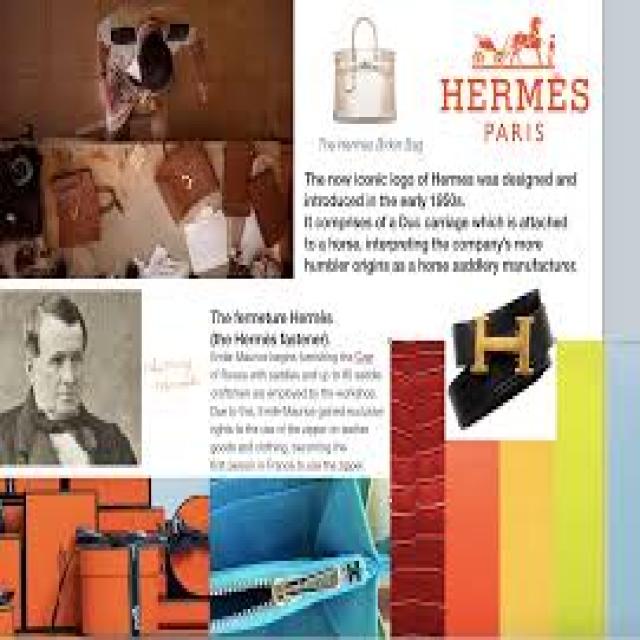 HERMÈS
PARIS
The Hermes Birkin Bag
The now iconic logo of Hermes was designed and
introduced in the early 1950s.
It comprises of a Duc carriage which is attached
to a horse, interpreting the company's more
humbler origins as a horse saddlery manufacturer.
The fermeture Hermès
(the Hermès fastener).
Emile-Maurice begins furnishing the Czar
of Russia with saddles and up to 80 saddle
craftsmen are employed by the workshop.
Due to this, Emile-Maurice gained exclusive
rights to the use of the zipper on leather
goods and clothing, becoming the
first person in France to use the zipper.